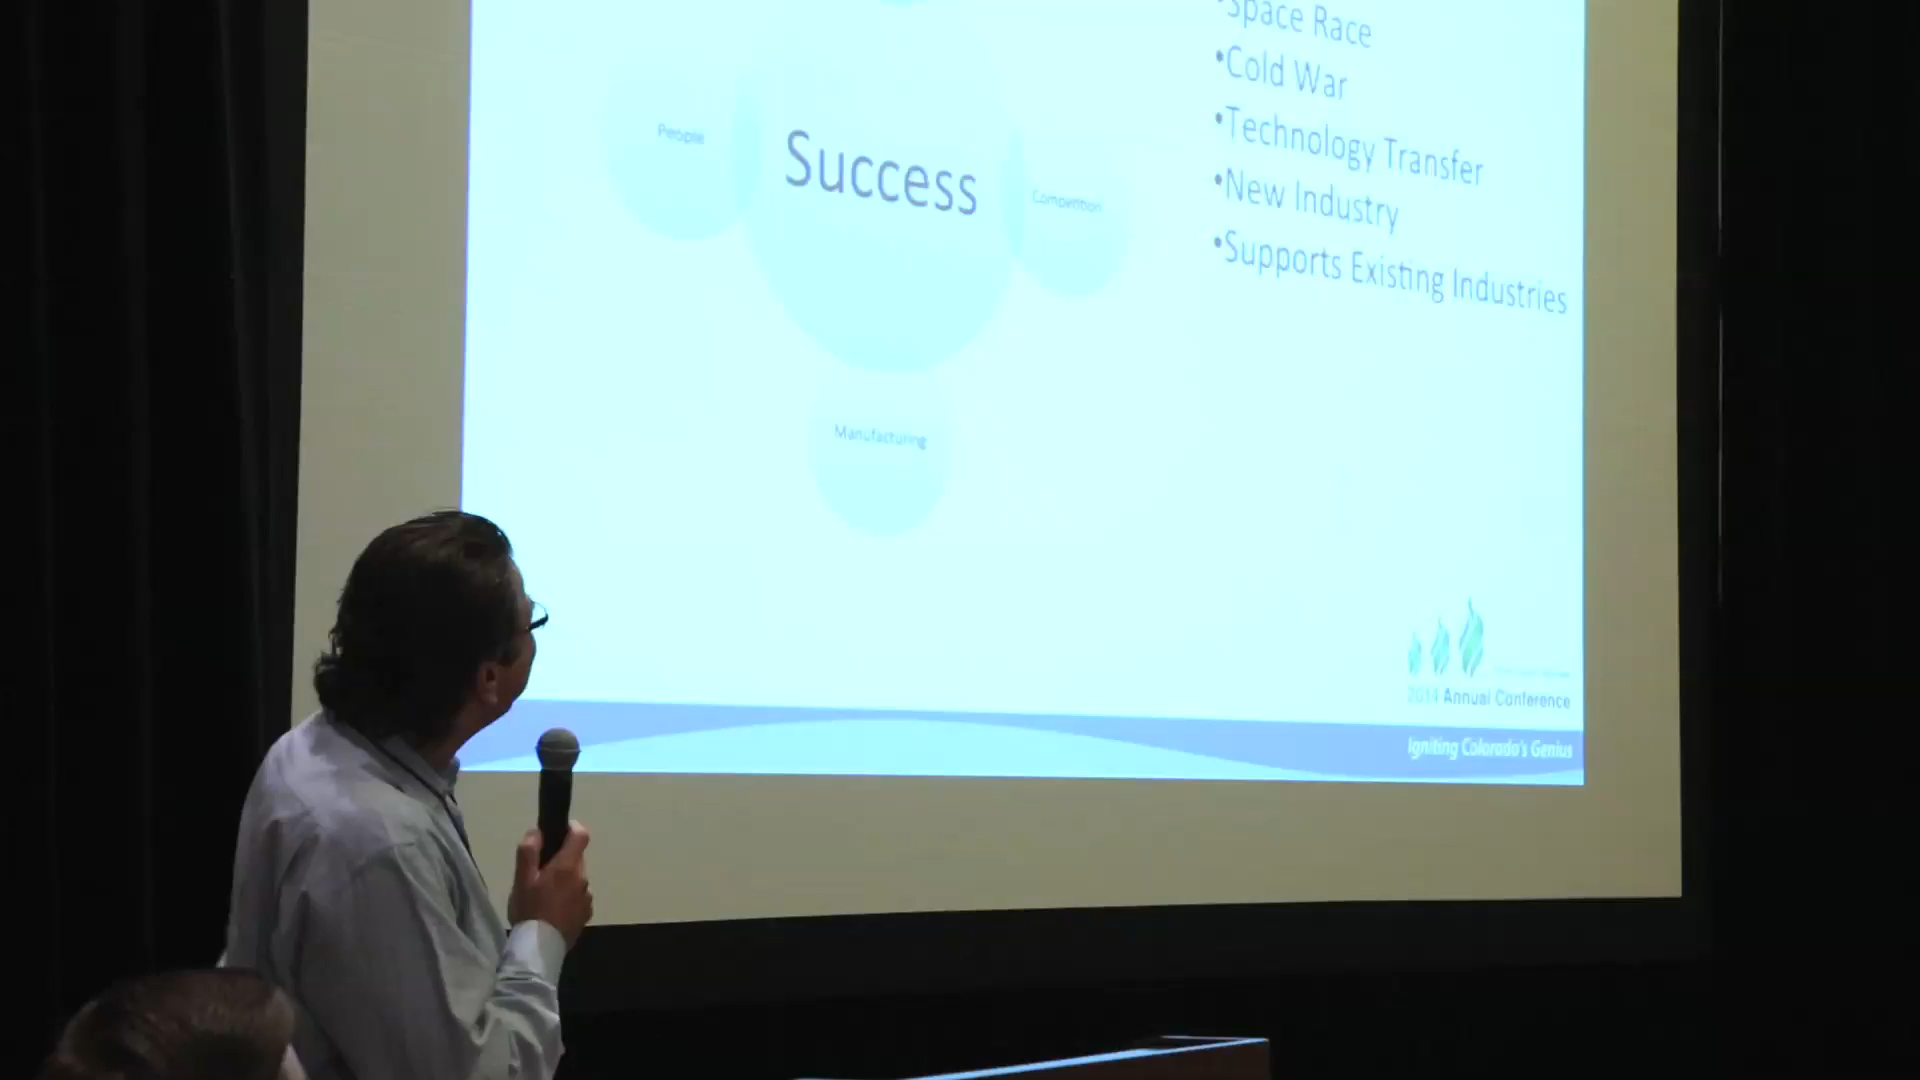 Space Race
•Cold War
•Technology Transfer
•New Industry
•Supports Existing Industries
People
Success
Competition
Manufacturing
2014 Annual Conference
Igniting Colorado's Genius